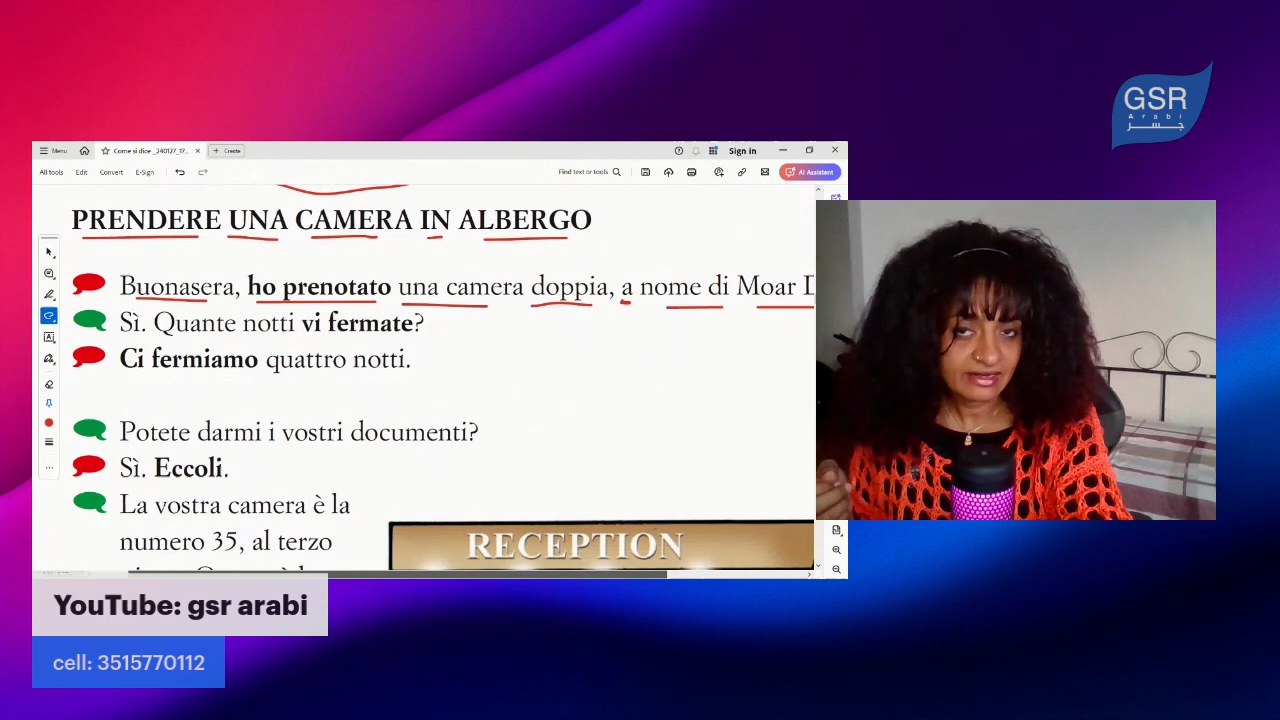 GSR
Arabi
جسر
Menu
Come si dice _240127_17...
Create
Sign in
All tools Edit Convert E-Sign
Find text or tools
AI Assistant
PRENDERE UNA CAMERA IN ALBERGO
Buonasera, ho prenotato una camera doppia, a nome di Moar D
Sì. Quante notti vi fermate?
Ci fermiamo quattro notti.
Potete darmi i vostri documenti?
Sì. Eccoli.
La vostra camera è la
numero 35, al terzo
RECEPTION
YouTube: gsr arabi
cell: 3515770112